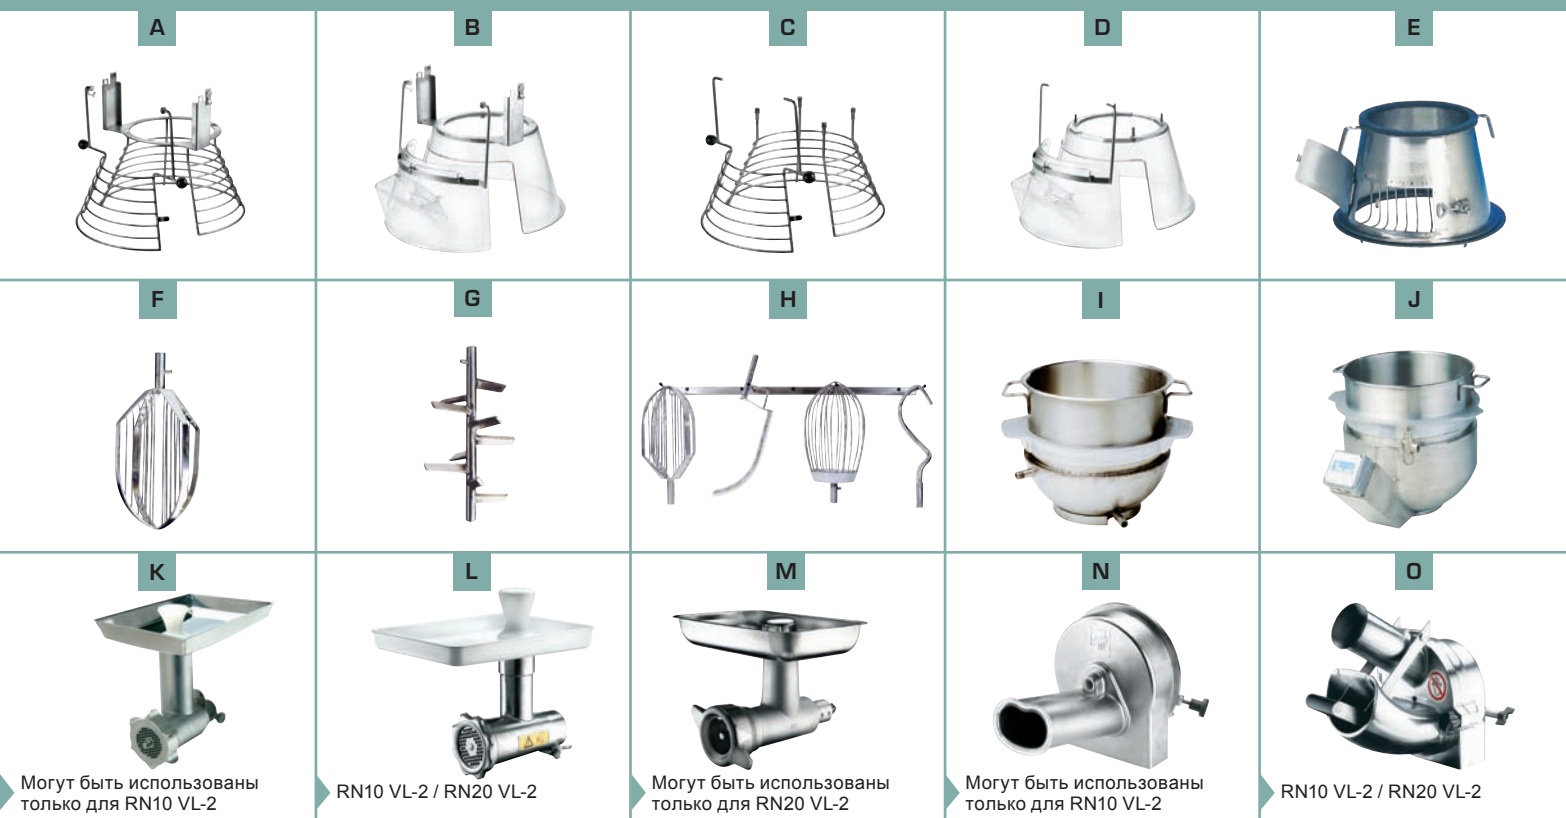 A
B
C
D
E
F
G
H
I
J
K
L
M
N
O
Могут быть использованы
только для RN10 VL-2
RN10 VL-2 / RN20 VL-2
Могут быть использованы
только для RN20 VL-2
Могут быть использованы
только для RN10 VL-2
RN10 VL-2 / RN20 VL-2